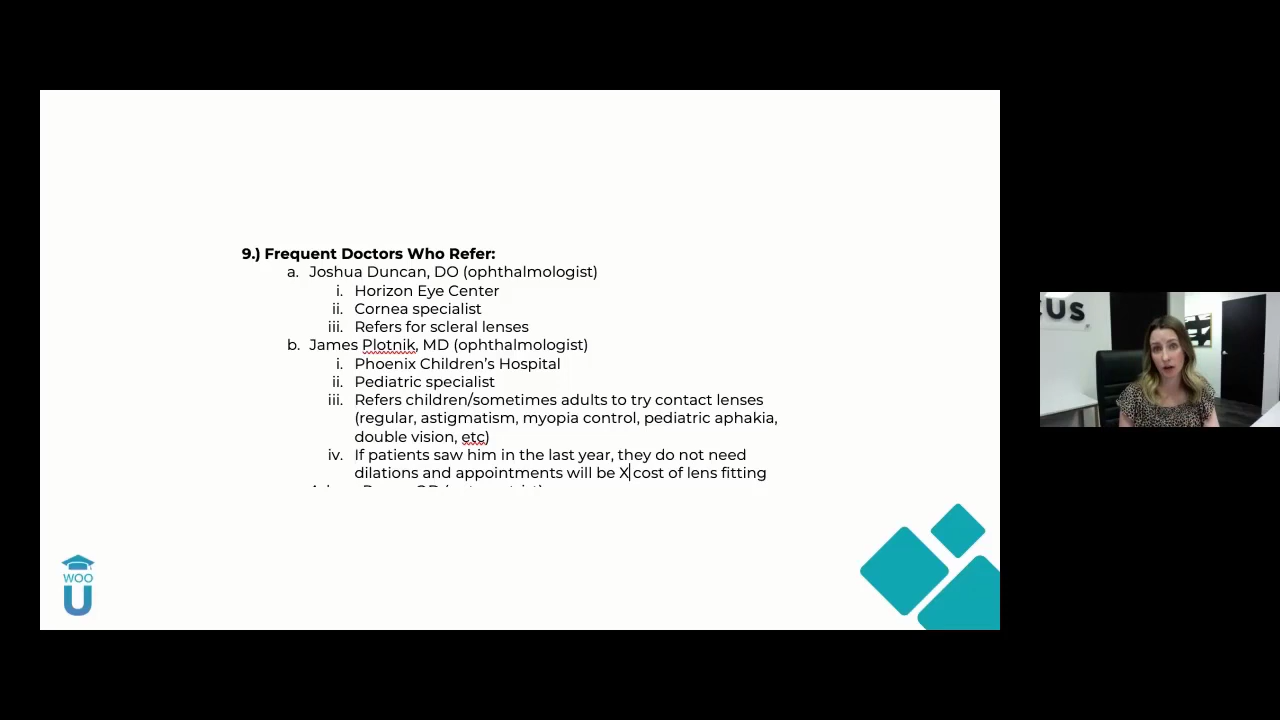 9.) Frequent Doctors Who Refer:
a. Joshua Duncan, DO (ophthalmologist)
i. Horizon Eye Center
ii. Cornea specialist
iii. Refers for scleral lenses
b. James Plotnik, MD (ophthalmologist)
i. Phoenix Children's Hospital
ii. Pediatric specialist
iii. Refers children/sometimes adults to try contact lenses
(regular, astigmatism, myopia control, pediatric aphakia,
double vision, etc)
iv. If patients saw him in the last year, they do not need
dilations and appointments will be X cost of lens fitting
WOO
U
CUS